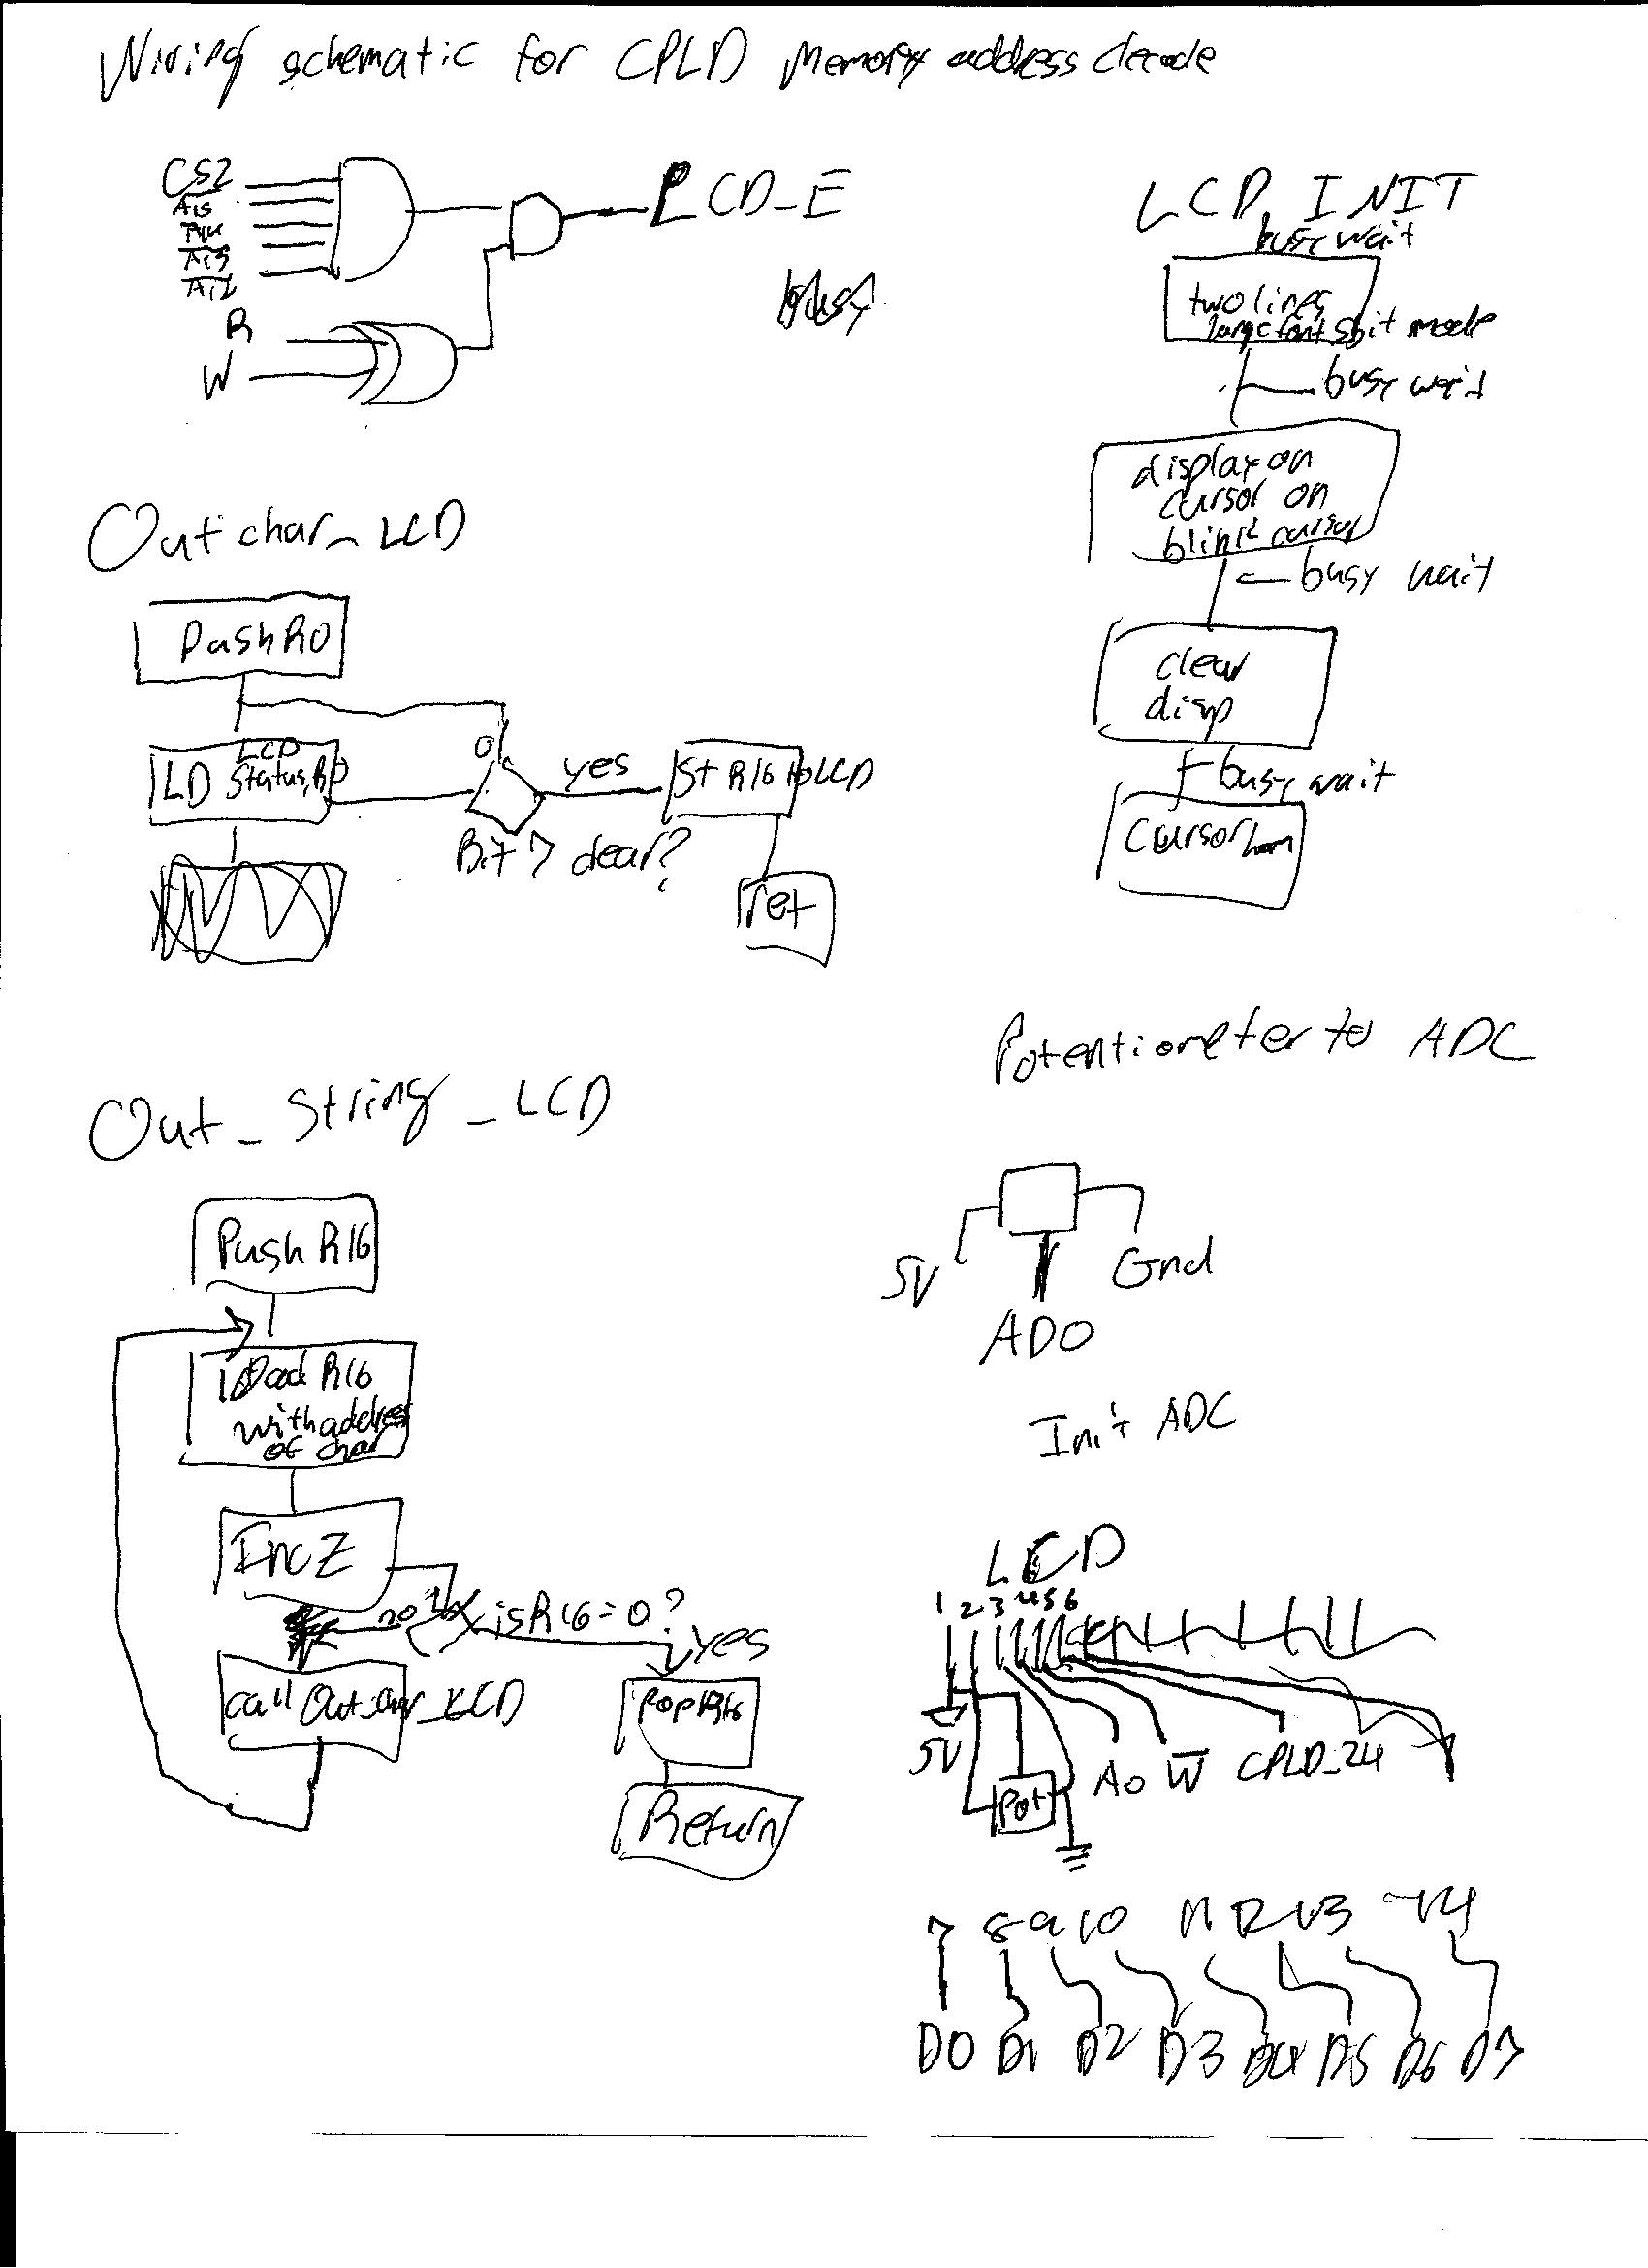 Wiring schematic for CPLD Memory address decode
CS2
A15
A14
A13
A12
R
W
LCD_E
busy
LCD INIT
busy wait
two lines
large font 8bit mode
busy wait
display on
cursor on
blink cursor
busy wait
clear
disp
busy wait
cursor hom
Outchar_LCD
Push R0
LD LCD
Status, R0
0
yes
Bit 7 clear?
St R16 to LCD
ret
Out_String_LCD
Push R16
load R16
with address
of char
Inc Z
no
is R16=0?
yes
call Out_char_LCD
Pop R16
Return
Potentiometer to ADC
5V
Gnd
AD0
Init ADC
LCD
1 2 3 4 5 6
5V
Pot
A0
W
CPLD_24
7 8 9 10 11 12 13 14
D0 D1 D2 D3 D4 D5 D6 D7